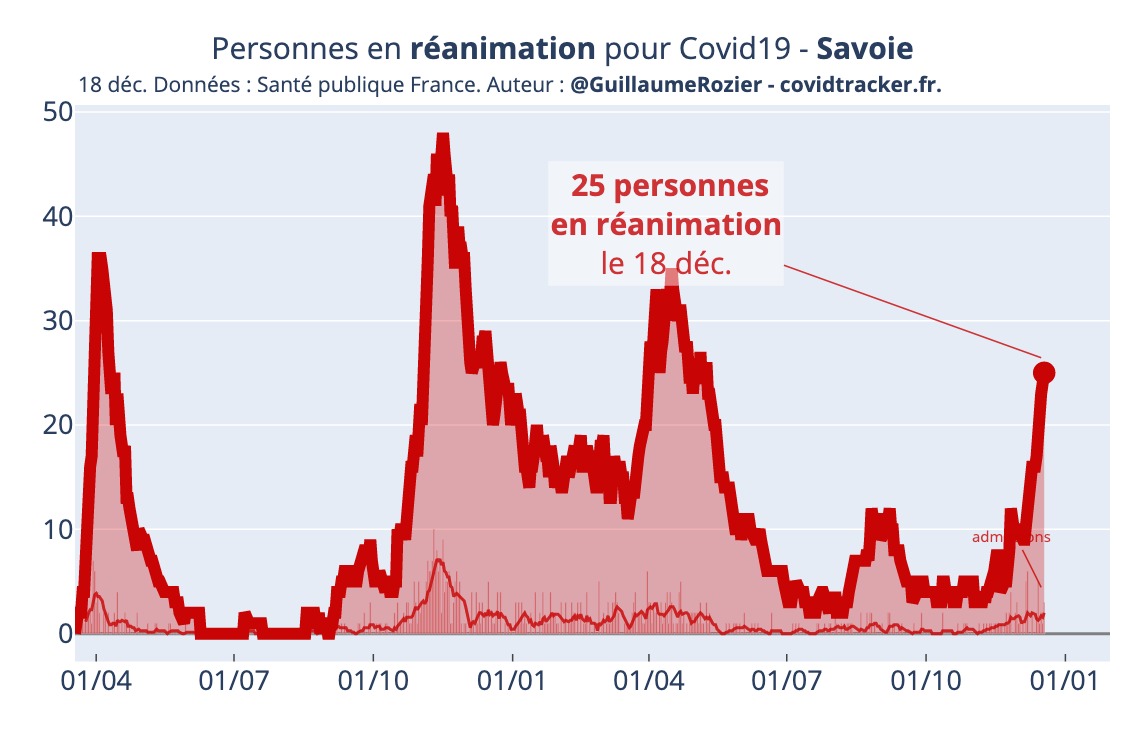 Personnes en réanimation pour Covid19 - Savoie
18 déc. Données : Santé publique France. Auteur : @GuillaumeRozier - covidtracker.fr.
50
40
30
20
10
0
25 personnes
en réanimation
le 18 déc.
01/04
01/07
01/10
01/01
01/04
01/07
01/10
01/01